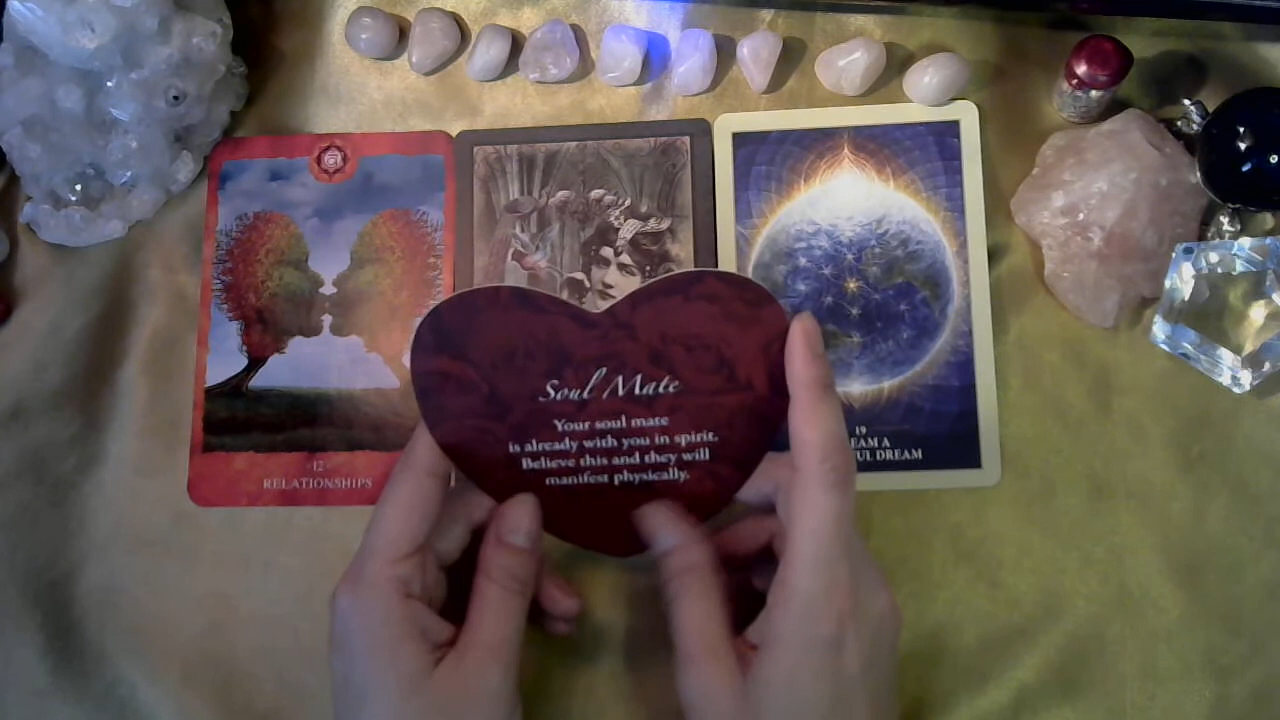 12
RELATIONSHIPS
Soul Mate
Your soul mate
is already with you in spirit.
Believe this and they will
manifest physically.
19
DREAM